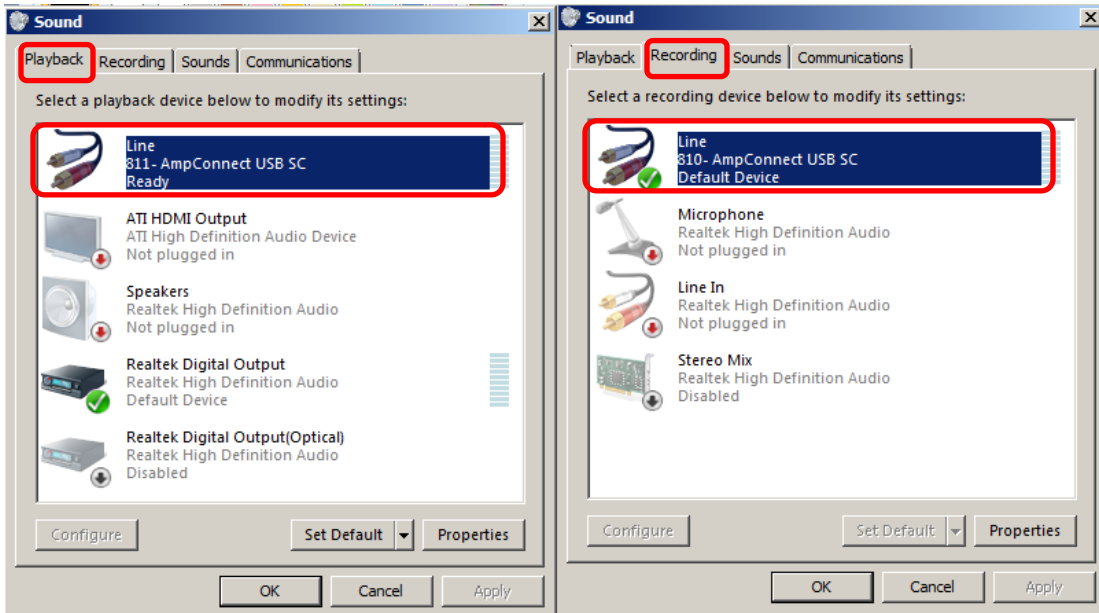 Sound
Playback Recording Sounds Communications
Select a playback device below to modify its settings:
Line
811- AmpConnect USB SC
Ready
ATI HDMI Output
ATI High Definition Audio Device
Not plugged in
Speakers
Realtek High Definition Audio
Not plugged in
Realtek Digital Output
Realtek High Definition Audio
Default Device
Realtek Digital Output(Optical)
Realtek High Definition Audio
Disabled
Configure Set Default Properties
OK Cancel Apply
Sound
Playback Recording Sounds Communications
Select a recording device below to modify its settings:
Line
810- AmpConnect USB SC
Default Device
Microphone
Realtek High Definition Audio
Not plugged in
Line In
Realtek High Definition Audio
Not plugged in
Stereo Mix
Realtek High Definition Audio
Disabled
Configure Set Default Properties
OK Cancel Apply